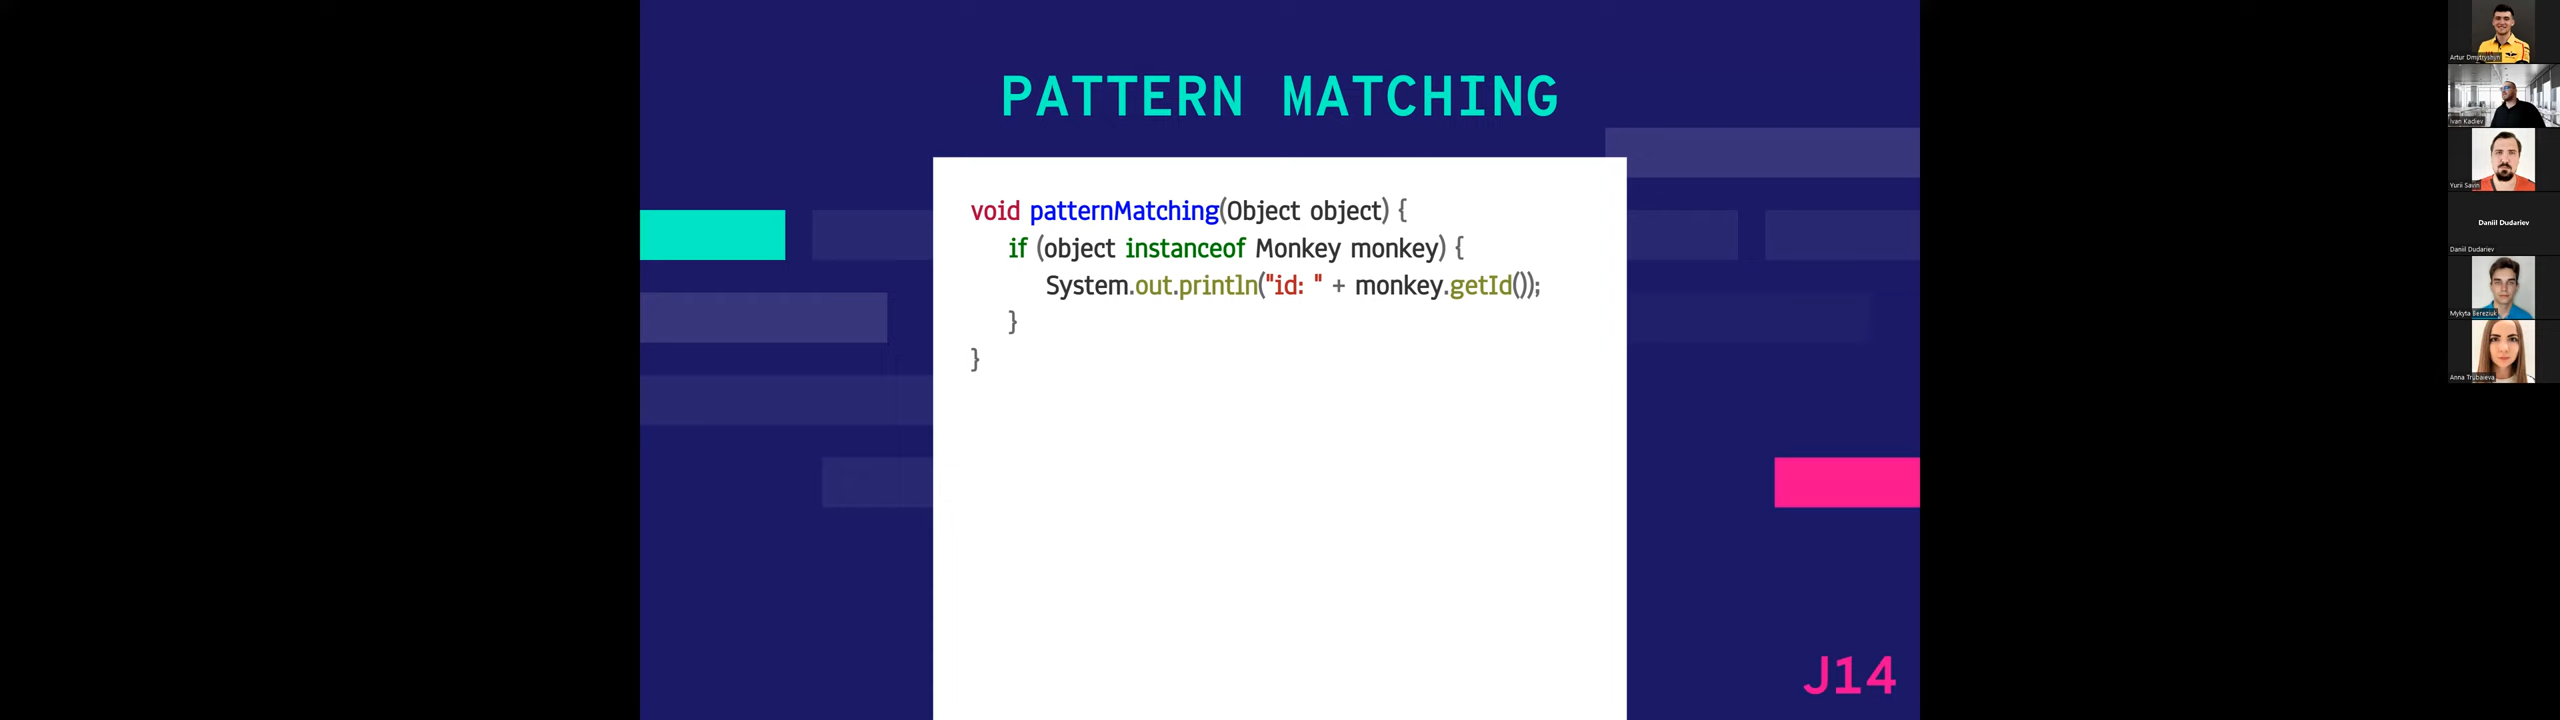 PATTERN MATCHING
void patternMatching(Object object) {
if (object instanceof Monkey monkey) {
System.out.println("id: " + monkey.getId());
}
}
J14
Artur Dmytryshyn
Ivan Kadiev
Yurii Savin
Daniil Dudariev
Daniil Dudariev
Mykyta Bereziuk
Anna Trubaieva